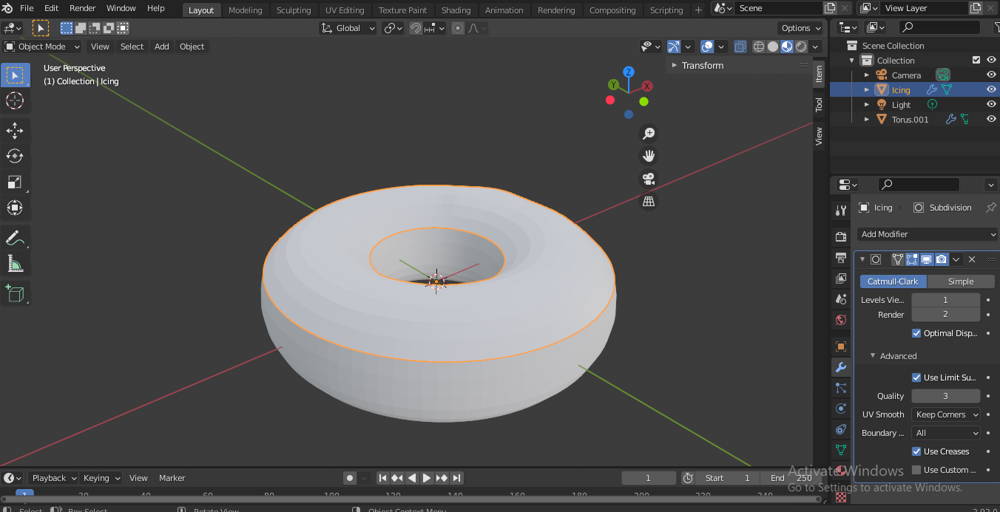 File Edit Render Window Help Layout Modeling Sculpting UV Editing Texture Paint Shading Animation Rendering Compositing Scripting + Scene View Layer
Global Options
Object Mode View Select Add Object
User Perspective
(1) Collection | Icing
Transform
Item
Tool
View
Z
Y
X
Scene Collection
Collection
Camera
Icing
Light
Torus.001
Icing Subdivision
Add Modifier
Catmull-Clark Simple
Levels Vie... 1
Render 2
Optimal Disp...
Advanced
Use Limit Su...
Quality 3
UV Smooth Keep Corners
Boundary ... All
Use Creases
Use Custom ...
Activate Windows
Go to Settings to activate Windows.
Playback Keying View Marker 1 Start 1 End 250
1 20 40 60 80 100 120 140 160 180 200 220 240
Select Box Select Rotate View Object Context Menu 2.92.0